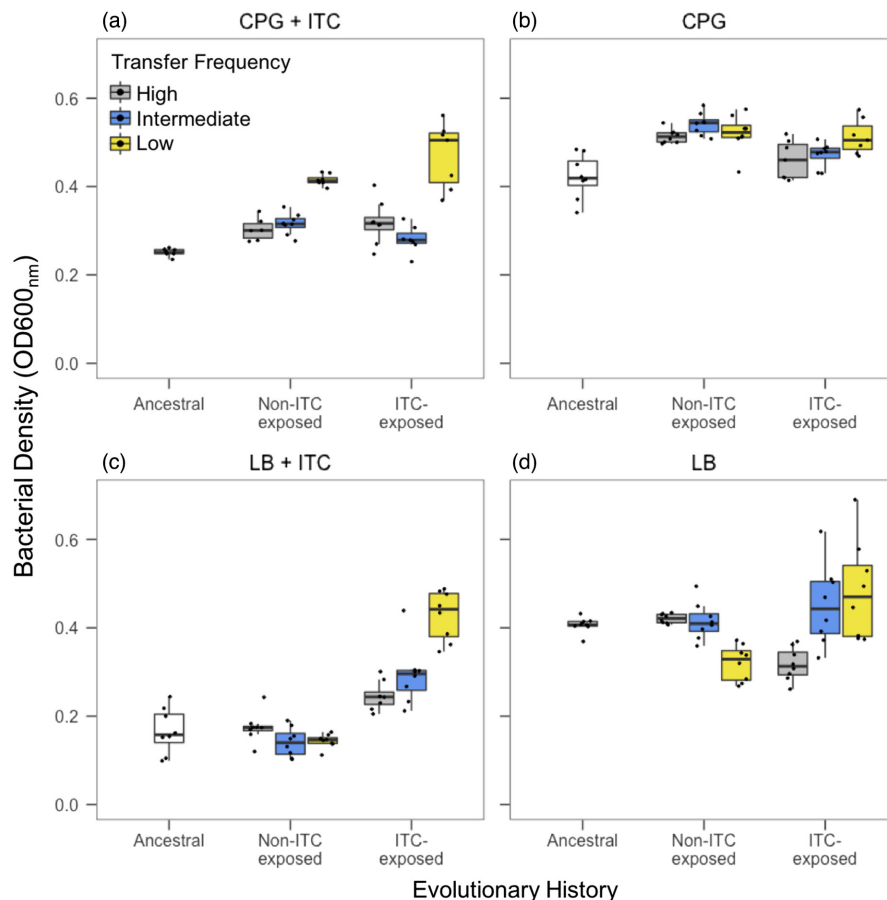 (a)
CPG + ITC
(b)
CPG
Transfer Frequency
High
Intermediate
Low
0.6
0.4
0.2
0.0
Ancestral
Non-ITC
exposed
ITC-
exposed
Ancestral
Non-ITC
exposed
ITC-
exposed
Bacterial Density (OD600nm)
(c)
LB + ITC
(d)
LB
0.6
0.4
0.2
0.0
Ancestral
Non-ITC
exposed
ITC-
exposed
Ancestral
Non-ITC
exposed
ITC-
exposed
Evolutionary History